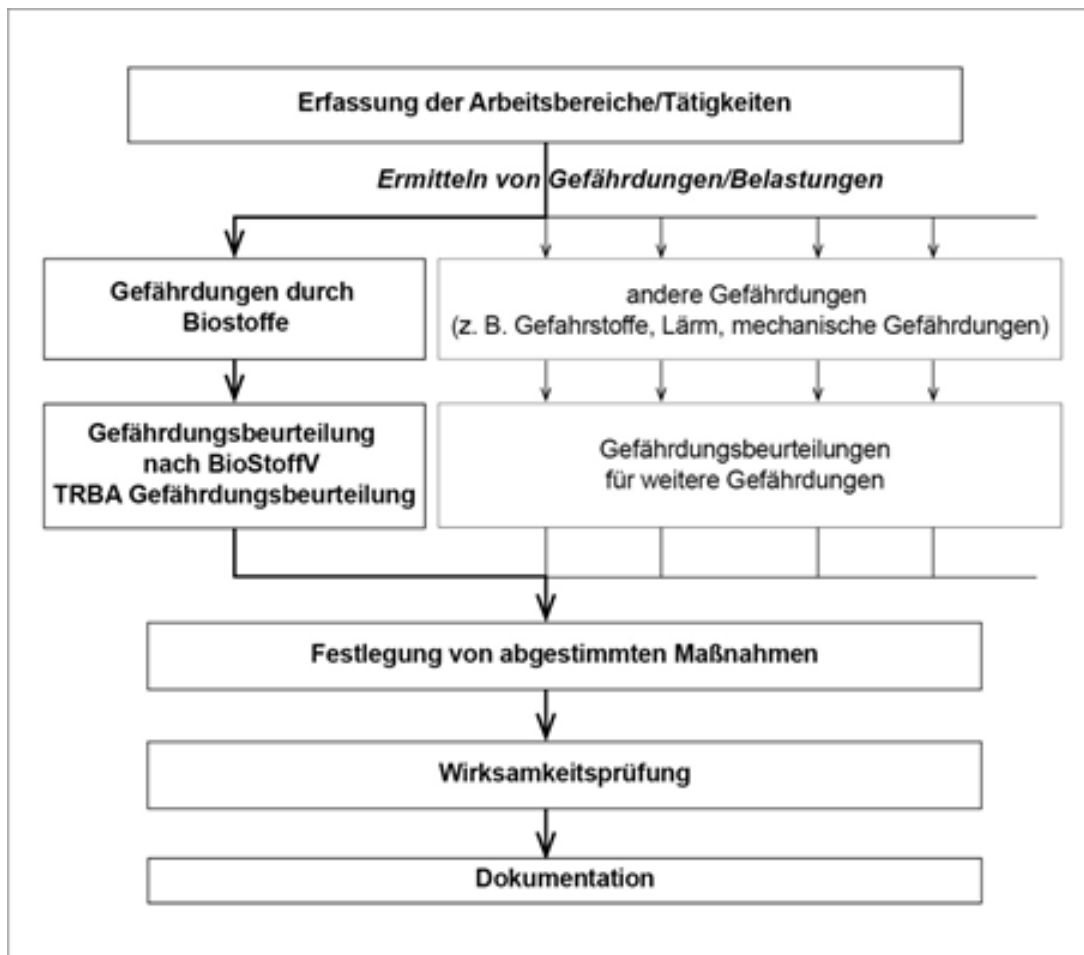 Erfassung der Arbeitsbereiche/Tätigkeiten
Ermitteln von Gefährdungen/Belastungen
Gefährdungen durch
Biostoffe
andere Gefährdungen
(z. B. Gefahrstoffe, Lärm, mechanische Gefährdungen)
Gefährdungsbeurteilung
nach BioStoffV
TRBA Gefährdungsbeurteilung
Gefährdungsbeurteilungen
für weitere Gefährdungen
Festlegung von abgestimmten Maßnahmen
Wirksamkeitsprüfung
Dokumentation